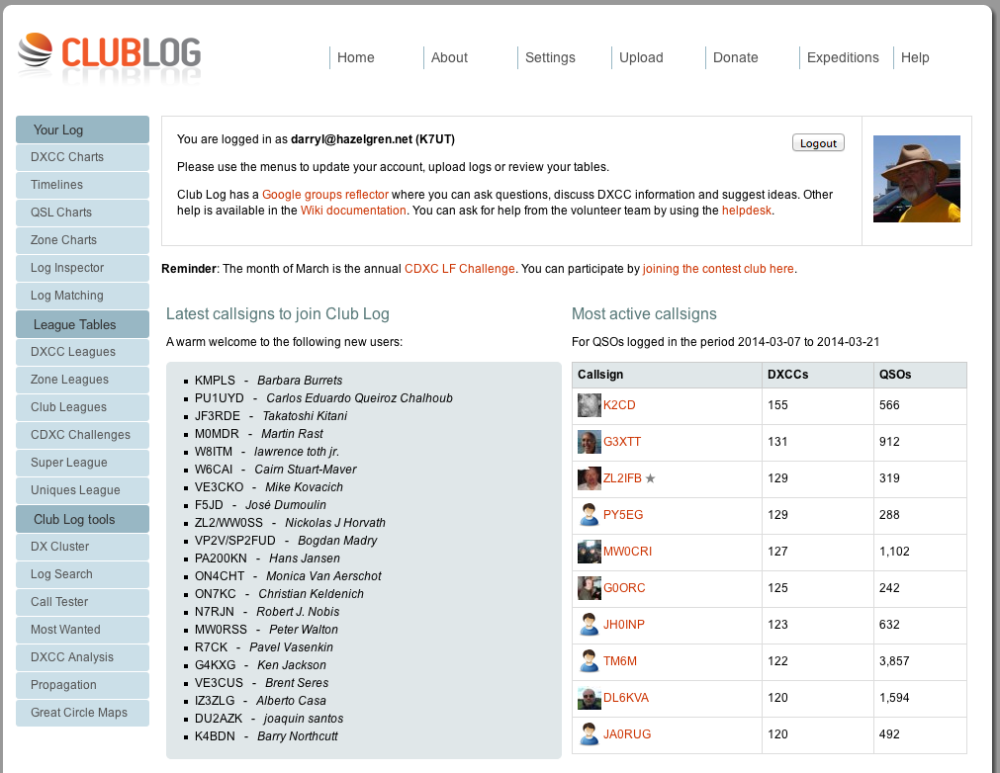 CLUBLOG
Home
About
Settings
Upload
Donate
Expeditions
Help
Your Log
DXCC Charts
Timelines
QSL Charts
Zone Charts
Log Inspector
Log Matching
League Tables
DXCC Leagues
Zone Leagues
Club Leagues
CDXC Challenges
Super League
Uniques League
Club Log tools
DX Cluster
Log Search
Call Tester
Most Wanted
DXCC Analysis
Propagation
Great Circle Maps
You are logged in as darryl@hazelgren.net (K7UT)
Logout
Please use the menus to update your account, upload logs or review your tables.
Club Log has a Google groups reflector where you can ask questions, discuss DXCC information and suggest ideas. Other
help is available in the Wiki documentation. You can ask for help from the volunteer team by using the helpdesk.
Reminder: The month of March is the annual CDXC LF Challenge. You can participate by joining the contest club here.
Latest callsigns to join Club Log
A warm welcome to the following new users:
KMPLS - Barbara Burrets
PU1UYD - Carlos Eduardo Queiroz Chalhoub
JF3RDE - Takatoshi Kitani
M0MDR - Martin Rast
W8ITM - lawrence toth jr.
W6CAI - Cairn Stuart-Maver
VE3CKO - Mike Kovacich
F5JD - José Dumoulin
ZL2/WW0SS - Nickolas J Horvath
VP2V/SP2FUD - Bogdan Madry
PA200KN - Hans Jansen
ON4CHT - Monica Van Aerschot
ON7KC - Christian Keldenich
N7RJN - Robert J. Nobis
MW0RSS - Peter Walton
R7CK - Pavel Vasenkin
G4KXG - Ken Jackson
VE3CUS - Brent Seres
IZ3ZLG - Alberto Casa
DU2AZK - joaquin santos
K4BDN - Barry Northcutt
Most active callsigns
For QSOs logged in the period 2014-03-07 to 2014-03-21
Callsign DXCCs QSOs
K2CD 155 566
G3XTT 131 912
ZL2IFB ★ 129 319
PY5EG 129 288
MW0CRI 127 1,102
G0ORC 125 242
JH0INP 123 632
TM6M 122 3,857
DL6KVA 120 1,594
JA0RUG 120 492